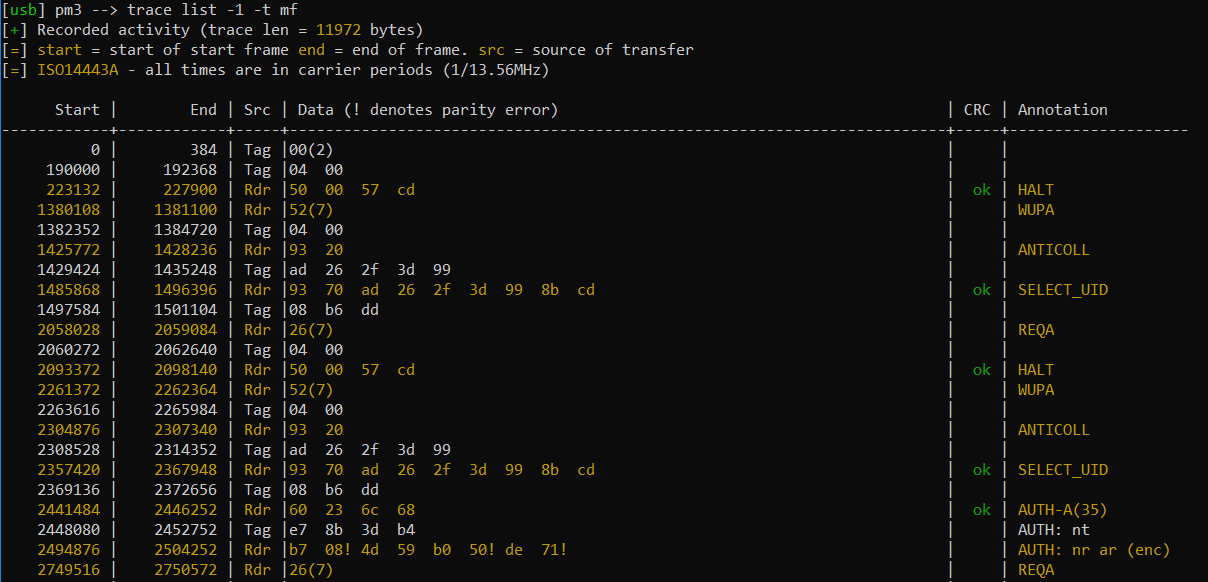 [usb] pm3 --> trace list -1 -t mf
[+] Recorded activity (trace len = 11972 bytes)
[=] start = start of start frame end = end of frame. src = source of transfer
[=] ISO14443A - all times are in carrier periods (1/13.56MHz)
Start | End | Src | Data (! denotes parity error) | CRC | Annotation
------------+------------+-----+-------------------------------------------------------------------------+-----+--------------------
0 | 384 | Tag |00(2) | |
190000 | 192368 | Tag |04 00 | |
223132 | 227900 | Rdr |50 00 57 cd | ok | HALT
1380108 | 1381100 | Rdr |52(7) | | WUPA
1382352 | 1384720 | Tag |04 00 | |
1425772 | 1428236 | Rdr |93 20 | | ANTICOLL
1429424 | 1435248 | Tag |ad 26 2f 3d 99 | |
1485868 | 1496396 | Rdr |93 70 ad 26 2f 3d 99 8b cd | ok | SELECT_UID
1497584 | 1501104 | Tag |08 b6 dd | |
2058028 | 2059084 | Rdr |26(7) | | REQA
2060272 | 2062640 | Tag |04 00 | |
2093372 | 2098140 | Rdr |50 00 57 cd | ok | HALT
2261372 | 2262364 | Rdr |52(7) | | WUPA
2263616 | 2265984 | Tag |04 00 | |
2304876 | 2307340 | Rdr |93 20 | | ANTICOLL
2308528 | 2314352 | Tag |ad 26 2f 3d 99 | |
2357420 | 2367948 | Rdr |93 70 ad 26 2f 3d 99 8b cd | ok | SELECT_UID
2369136 | 2372656 | Tag |08 b6 dd | |
2441484 | 2446252 | Rdr |60 23 6c 68 | ok | AUTH-A(35)
2448080 | 2452752 | Tag |e7 8b 3d b4 | | AUTH: nt
2494876 | 2504252 | Rdr |b7 08! 4d 59 b0 50! de 71! | | AUTH: nr ar (enc)
2749516 | 2750572 | Rdr |26(7) | | REQA